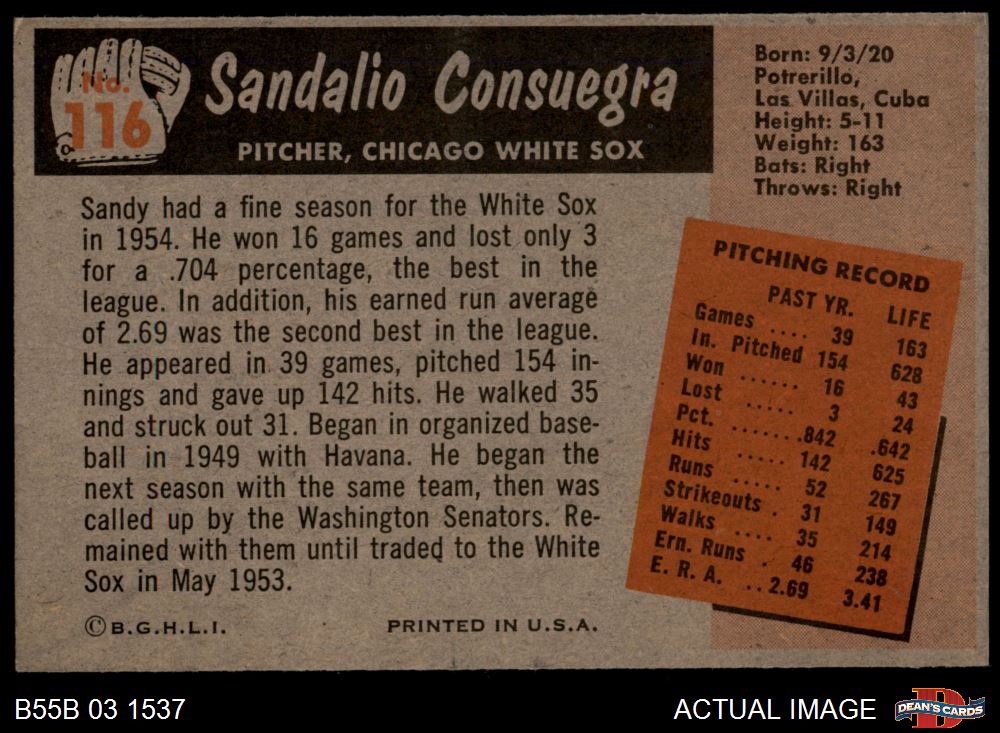 No.
116
Sandalio Consuegra
PITCHER, CHICAGO WHITE SOX
Born: 9/3/20
Potrerillo,
Las Villas, Cuba
Height: 5-11
Weight: 163
Bats: Right
Throws: Right
Sandy had a fine season for the White Sox
in 1954. He won 16 games and lost only 3
for a .704 percentage, the best in the
league. In addition, his earned run average
of 2.69 was the second best in the league.
He appeared in 39 games, pitched 154 in-
nings and gave up 142 hits. He walked 35
and struck out 31. Began in organized base-
ball in 1949 with Havana. He began the
next season with the same team, then was
called up by the Washington Senators. Re-
mained with them until traded to the White
Sox in May 1953.
PITCHING RECORD
PAST YR. LIFE
Games .... 39 163
In. Pitched 154 628
Won ...... 16 43
Lost ..... 3 24
Pct. ....... .842 .642
Hits ..... 142 625
Runs ..... 52 267
Strikeouts . 31 149
Walks .... 35 214
Ern. Runs . 46 238
E. R. A. .. 2.69 3.41
©B.G.H.L.I. PRINTED IN U.S.A.
B55B 03 1537 ACTUAL IMAGE DEAN'S CARDS